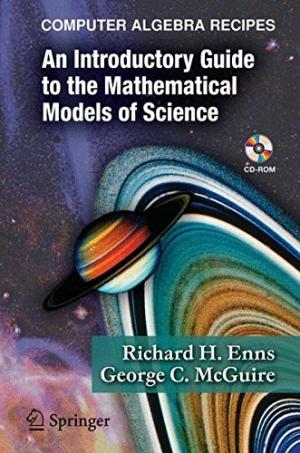 COMPUTER ALGEBRA RECIPES
An Introductory Guide
to the Mathematical
Models of Science
CD-ROM
Richard H. Enns
George C. McGuire
Springer